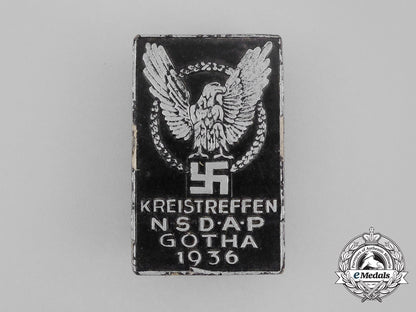 KREISTREFFEN
N·S·D·A·P
GOTHA
1936
eMedals